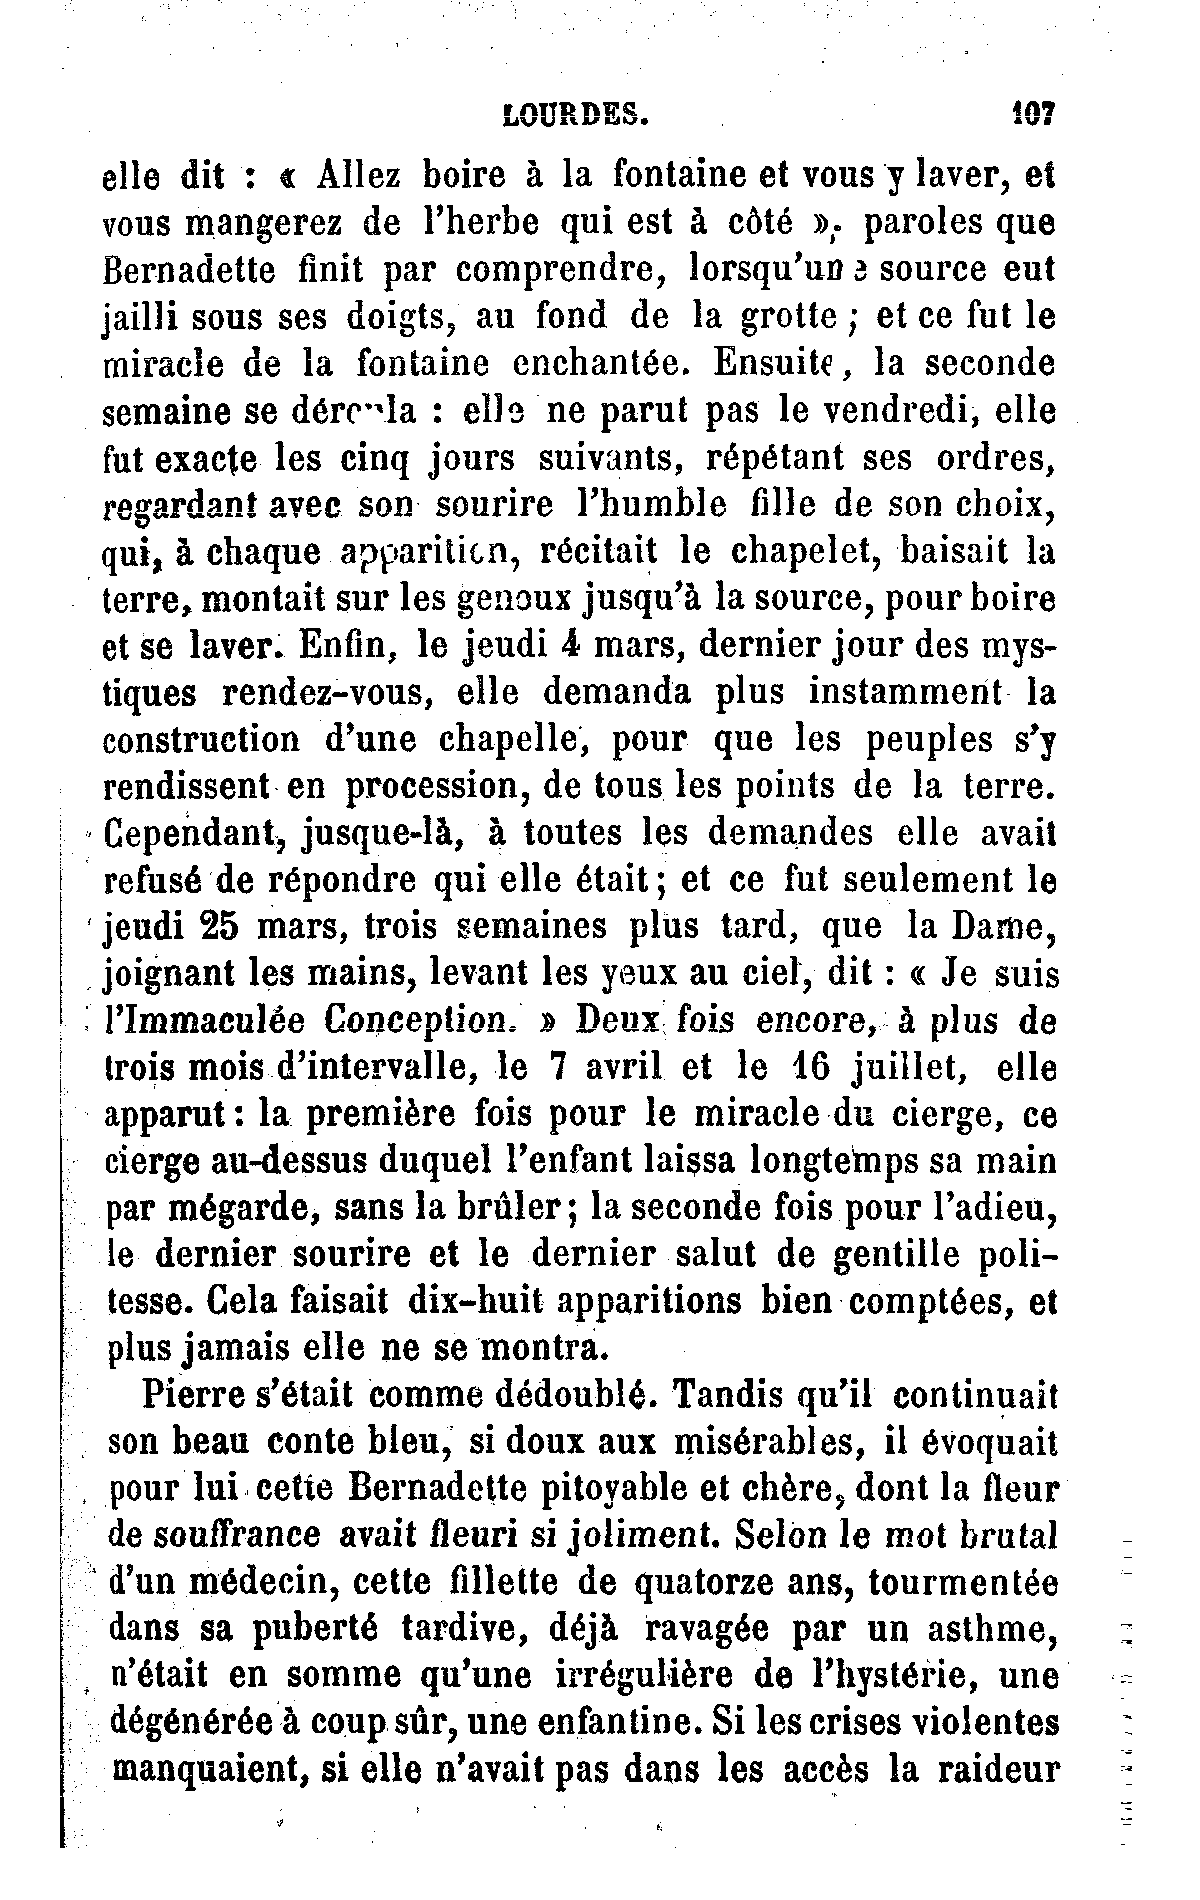 LOURDES. 107
elle dit : « Allez boire à la fontaine et vous y laver, et
vous mangerez de l'herbe qui est à côté », paroles que
Bernadette finit par comprendre, lorsqu'une source eut
jailli sous ses doigts, au fond de la grotte ; et ce fut le
miracle de la fontaine enchantée. Ensuite, la seconde
semaine se déroula : elle ne parut pas le vendredi, elle
fut exacte les cinq jours suivants, répétant ses ordres,
regardant avec son sourire l'humble fille de son choix,
qui, à chaque apparition, récitait le chapelet, baisait la
terre, montait sur les genoux jusqu'à la source, pour boire
et se laver. Enfin, le jeudi 4 mars, dernier jour des mys-
tiques rendez-vous, elle demanda plus instamment la
construction d'une chapelle, pour que les peuples s'y
rendissent en procession, de tous les points de la terre.
Cependant, jusque-là, à toutes les demandes elle avait
refusé de répondre qui elle était ; et ce fut seulement le
jeudi 25 mars, trois semaines plus tard, que la Dame,
joignant les mains, levant les yeux au ciel, dit : « Je suis
l'Immaculée Conception. » Deux fois encore, à plus de
trois mois d'intervalle, le 7 avril et le 16 juillet, elle
apparut : la première fois pour le miracle du cierge, ce
cierge au-dessus duquel l'enfant laissa longtemps sa main
par mégarde, sans la brûler ; la seconde fois pour l'adieu,
le dernier sourire et le dernier salut de gentille poli-
tesse. Cela faisait dix-huit apparitions bien comptées, et
plus jamais elle ne se montra.
Pierre s'était comme dédoublé. Tandis qu'il continuait
son beau conte bleu, si doux aux misérables, il évoquait
pour lui cette Bernadette pitoyable et chère, dont la fleur
de souffrance avait fleuri si joliment. Selon le mot brutal
d'un médecin, cette fillette de quatorze ans, tourmentée
dans sa puberté tardive, déjà ravagée par un asthme,
n'était en somme qu'une irrégulière de l'hystérie, une
dégénérée à coup sûr, une enfantine. Si les crises violentes
manquaient, si elle n'avait pas dans les accès la raideur